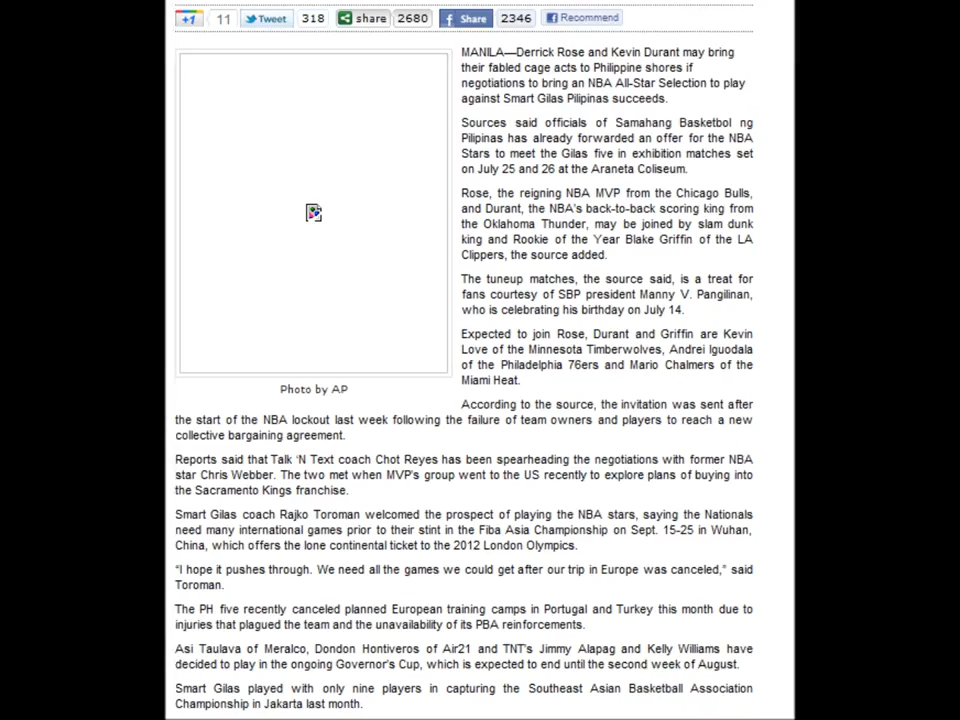 +1 11 Tweet 318 share 2680 Share 2346 Recommend
MANILA—Derrick Rose and Kevin Durant may bring
their fabled cage acts to Philippine shores if
negotiations to bring an NBA All-Star Selection to play
against Smart Gilas Pilipinas succeeds.
Sources said officials of Samahang Basketbol ng
Pilipinas has already forwarded an offer for the NBA
Stars to meet the Gilas five in exhibition matches set
on July 25 and 26 at the Araneta Coliseum.
Rose, the reigning NBA MVP from the Chicago Bulls,
and Durant, the NBA's back-to-back scoring king from
the Oklahoma Thunder, may be joined by slam dunk
king and Rookie of the Year Blake Griffin of the LA
Clippers, the source added.
The tuneup matches, the source said, is a treat for
fans courtesy of SBP president Manny V. Pangilinan,
who is celebrating his birthday on July 14.
Expected to join Rose, Durant and Griffin are Kevin
Love of the Minnesota Timberwolves, Andrei Iguodala
of the Philadelphia 76ers and Mario Chalmers of the
Miami Heat.
Photo by AP
According to the source, the invitation was sent after
the start of the NBA lockout last week following the failure of team owners and players to reach a new
collective bargaining agreement.
Reports said that Talk 'N Text coach Chot Reyes has been spearheading the negotiations with former NBA
star Chris Webber. The two met when MVP's group went to the US recently to explore plans of buying into
the Sacramento Kings franchise.
Smart Gilas coach Rajko Toroman welcomed the prospect of playing the NBA stars, saying the Nationals
need many international games prior to their stint in the Fiba Asia Championship on Sept. 15-25 in Wuhan,
China, which offers the lone continental ticket to the 2012 London Olympics.
“I hope it pushes through. We need all the games we could get after our trip in Europe was canceled,” said
Toroman.
The PH five recently canceled planned European training camps in Portugal and Turkey this month due to
injuries that plagued the team and the unavailability of its PBA reinforcements.
Asi Taulava of Meralco, Dondon Hontiveros of Air21 and TNT's Jimmy Alapag and Kelly Williams have
decided to play in the ongoing Governor's Cup, which is expected to end until the second week of August.
Smart Gilas played with only nine players in capturing the Southeast Asian Basketball Association
Championship in Jakarta last month.